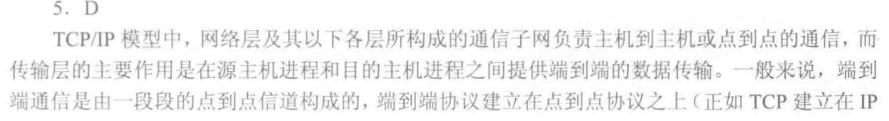 5. D
TCP/IP 模型中，网络层及其以下各层所构成的通信子网负责主机到主机或点到点的通信，而
传输层的主要作用是在源主机进程和目的主机进程之间提供端到端的数据传输。一般来说，端到
端通信是由一段段的点到点信道构成的，端到端协议建立在点到点协议之上（正如 TCP 建立在 IP